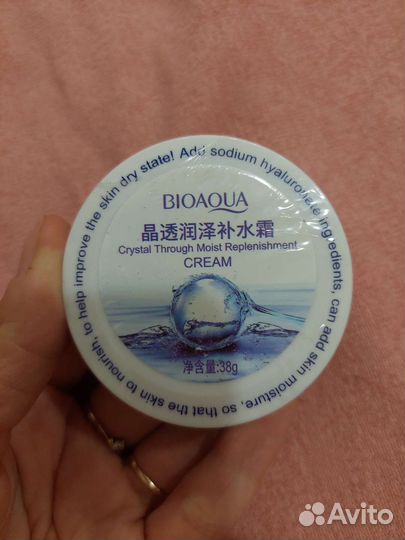 BIOAQUA
晶透润泽补水霜
Crystal Through Moist Replenishment
CREAM
净含量:38g
Add sodium hyaluronate ingredients, can add skin moisture, so that the skin to nourish, to help improve the skin dry state!
Avito